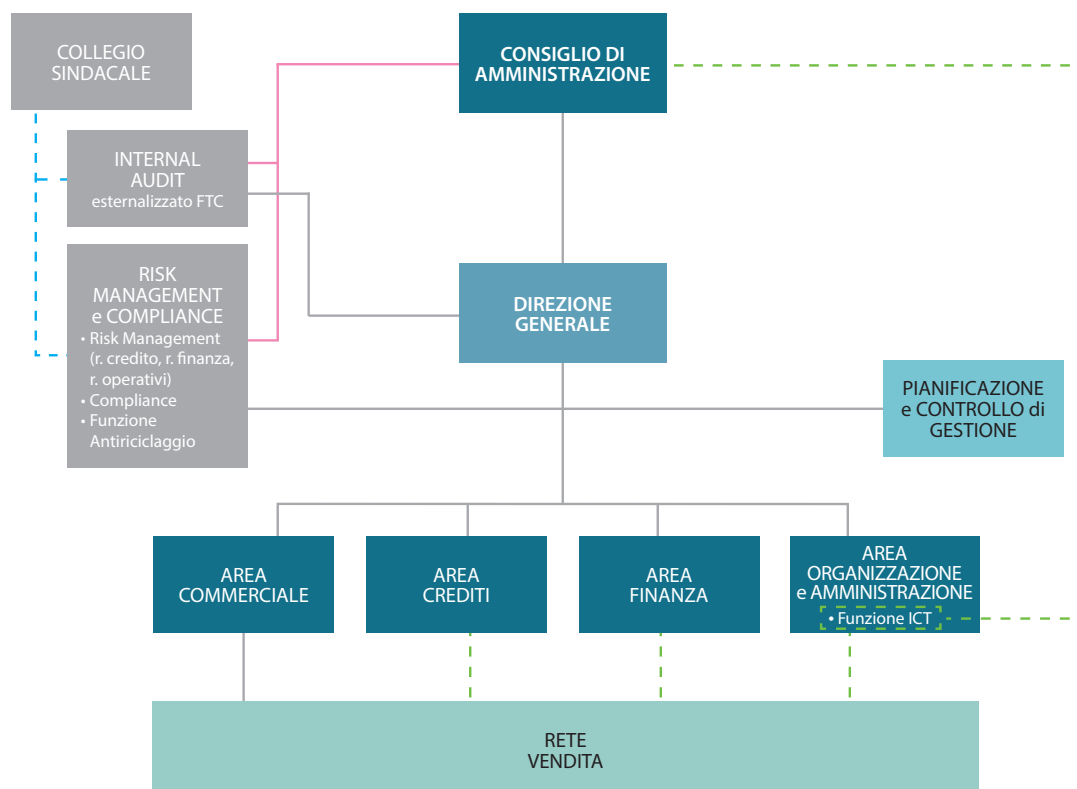 COLLEGIO
SINDACALE
CONSIGLIO DI
AMMINISTRAZIONE
INTERNAL
AUDIT
esternalizzato FTC
RISK
MANAGEMENT
e COMPLIANCE
• Risk Management
(r. credito, r. finanza,
r. operativi)
• Compliance
• Funzione
Antiriciclaggio
DIREZIONE
GENERALE
PIANIFICAZIONE
e CONTROLLO di
GESTIONE
AREA
COMMERCIALE
AREA
CREDITI
AREA
FINANZA
AREA
ORGANIZZAZIONE
e AMMINISTRAZIONE
• Funzione ICT
RETE
VENDITA